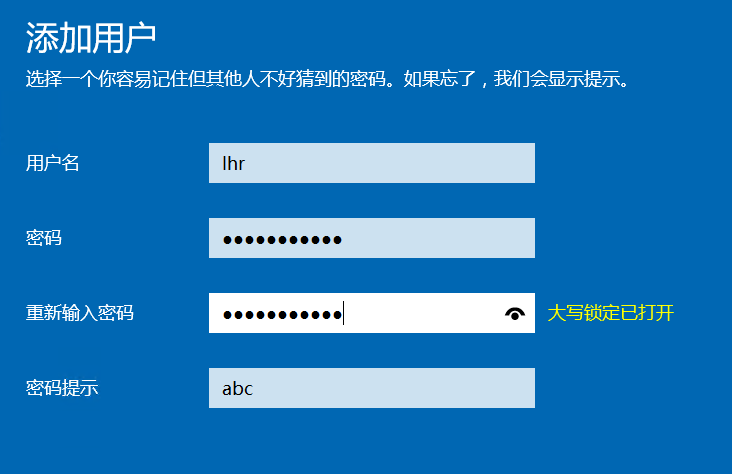 添加用户
选择一个你容易记住但其他人不好猜到的密码。如果忘了，我们会显示提示。
用户名 lhr
密码 ●●●●●●●●●●●
重新输入密码 ●●●●●●●●●●● 大写锁定已打开
密码提示 abc